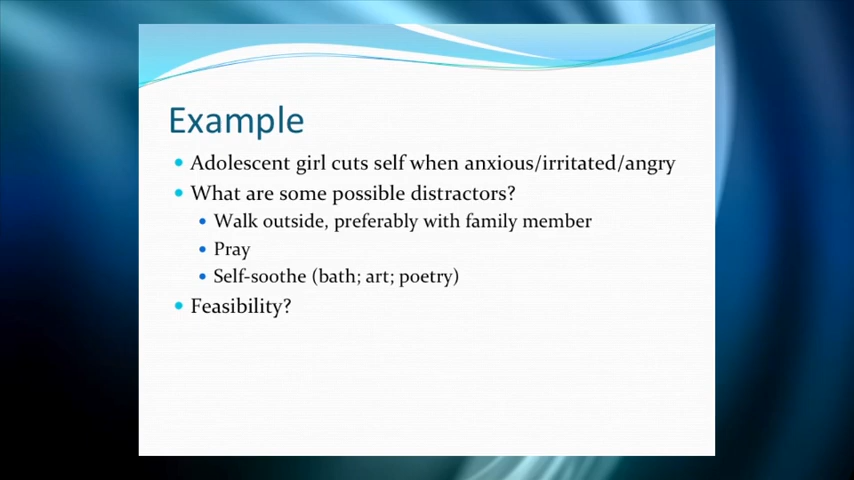 Example
Adolescent girl cuts self when anxious/irritated/angry
What are some possible distractors?
Walk outside, preferably with family member
Pray
Self-soothe (bath; art; poetry)
Feasibility?